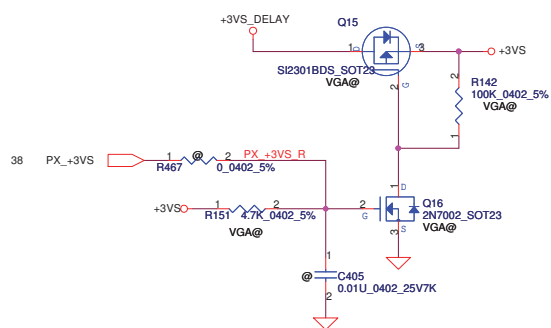 +3VS_DELAY
Q15
1 D S 3
+3VS
SI2301BDS_SOT23
VGA@
2 G
2
R142
100K_0402_5%
VGA@
1
38 PX_+3VS
1 @ 2
PX_+3VS_R
R467 0_0402_5%
+3VS
1 2
R151 4.7K_0402_5%
VGA@
2 G
1 D
Q16
2N7002_SOT23
VGA@
3 S
1
@ C405
0.01U_0402_25V7K
2